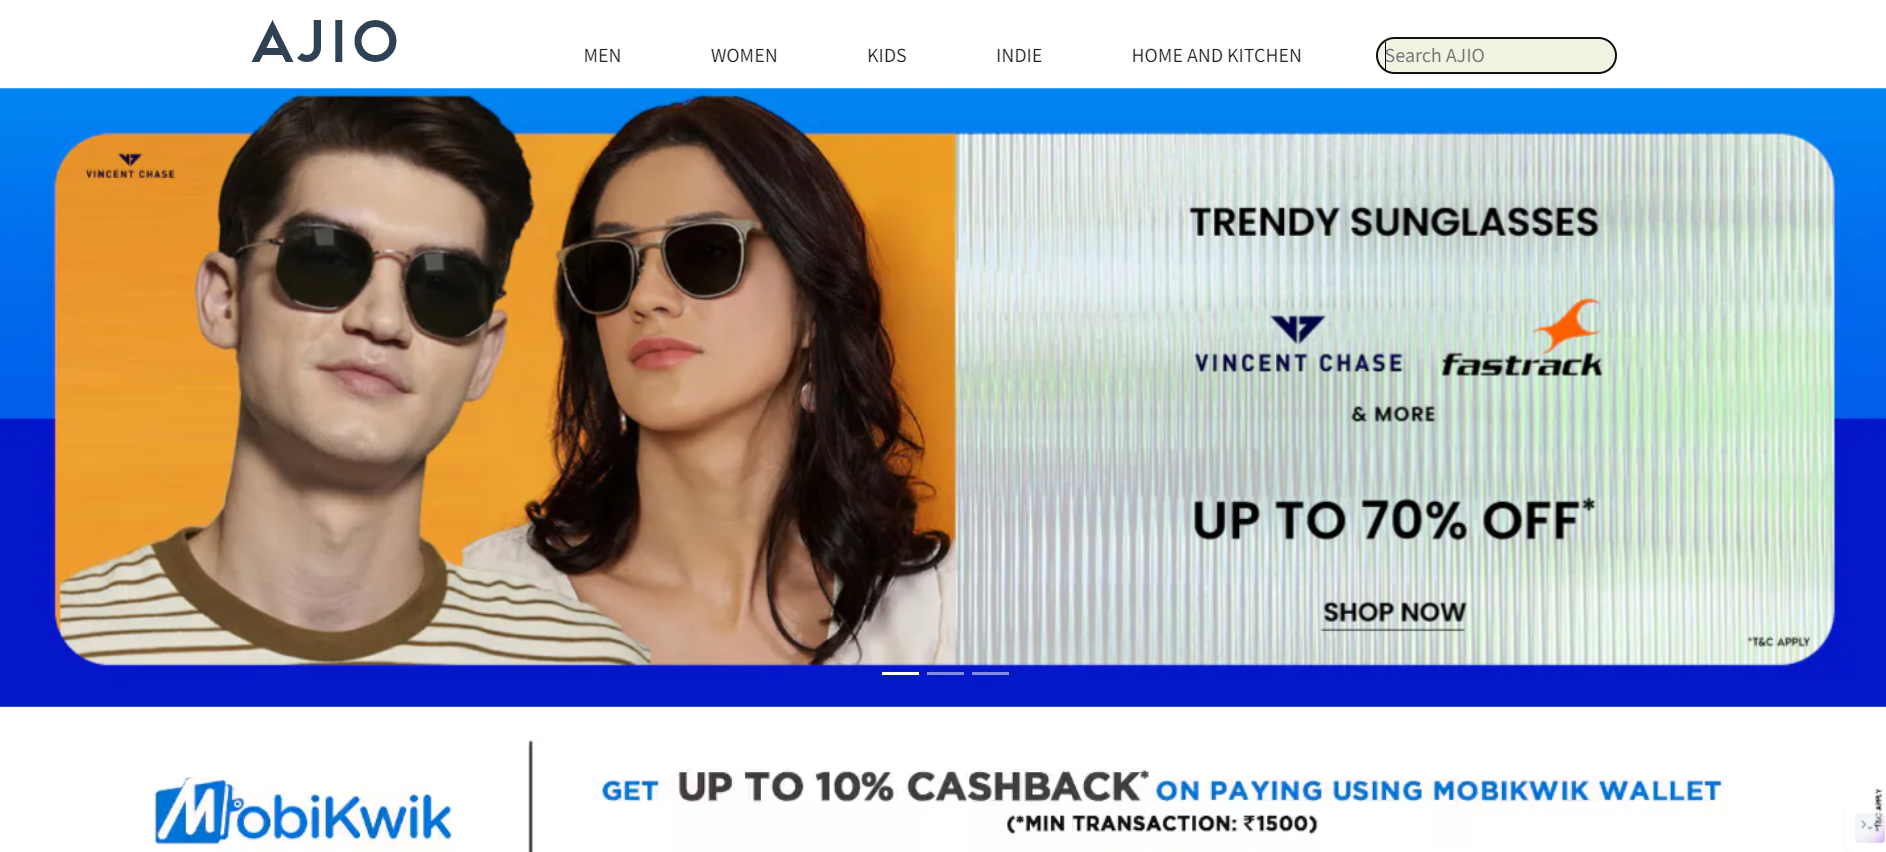 AJIO
MEN WOMEN KIDS INDIE HOME AND KITCHEN Search AJIO
VINCENT CHASE
TRENDY SUNGLASSES
VINCENT CHASE fastrack
& MORE
UP TO 70% OFF*
SHOP NOW
*T&C APPLY
MobiKwik
GET UP TO 10% CASHBACK* ON PAYING USING MOBIKWIK WALLET
(*MIN TRANSACTION: ₹1500)
*T&C APPLY